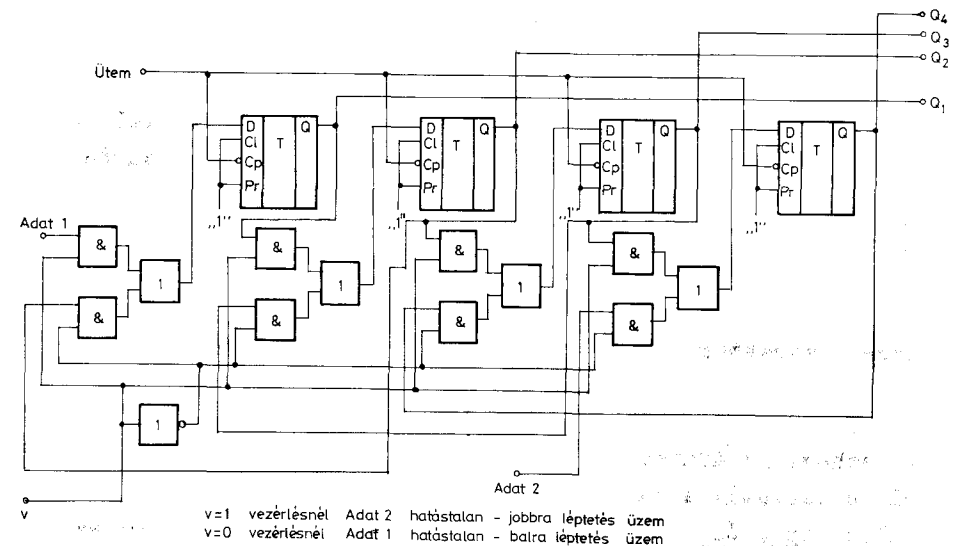 Q4
Q3
Ütem
Q2
Q1
D Q
Cl T
Cp
Pr
D Q
Cl T
Cp
Pr
D Q
Cl T
Cp
Pr
D Q
Cl T
Cp
Pr
„1"
„1"
„1"
„1"
Adat 1
& & & &
1 1 1 1
& & & &
1
Adat 2
v
v=1 vezérlésnél Adat 2 hatástalan - jobbra léptetés üzem
v=0 vezérlésnél Adat 1 hatástalan - balra léptetés üzem